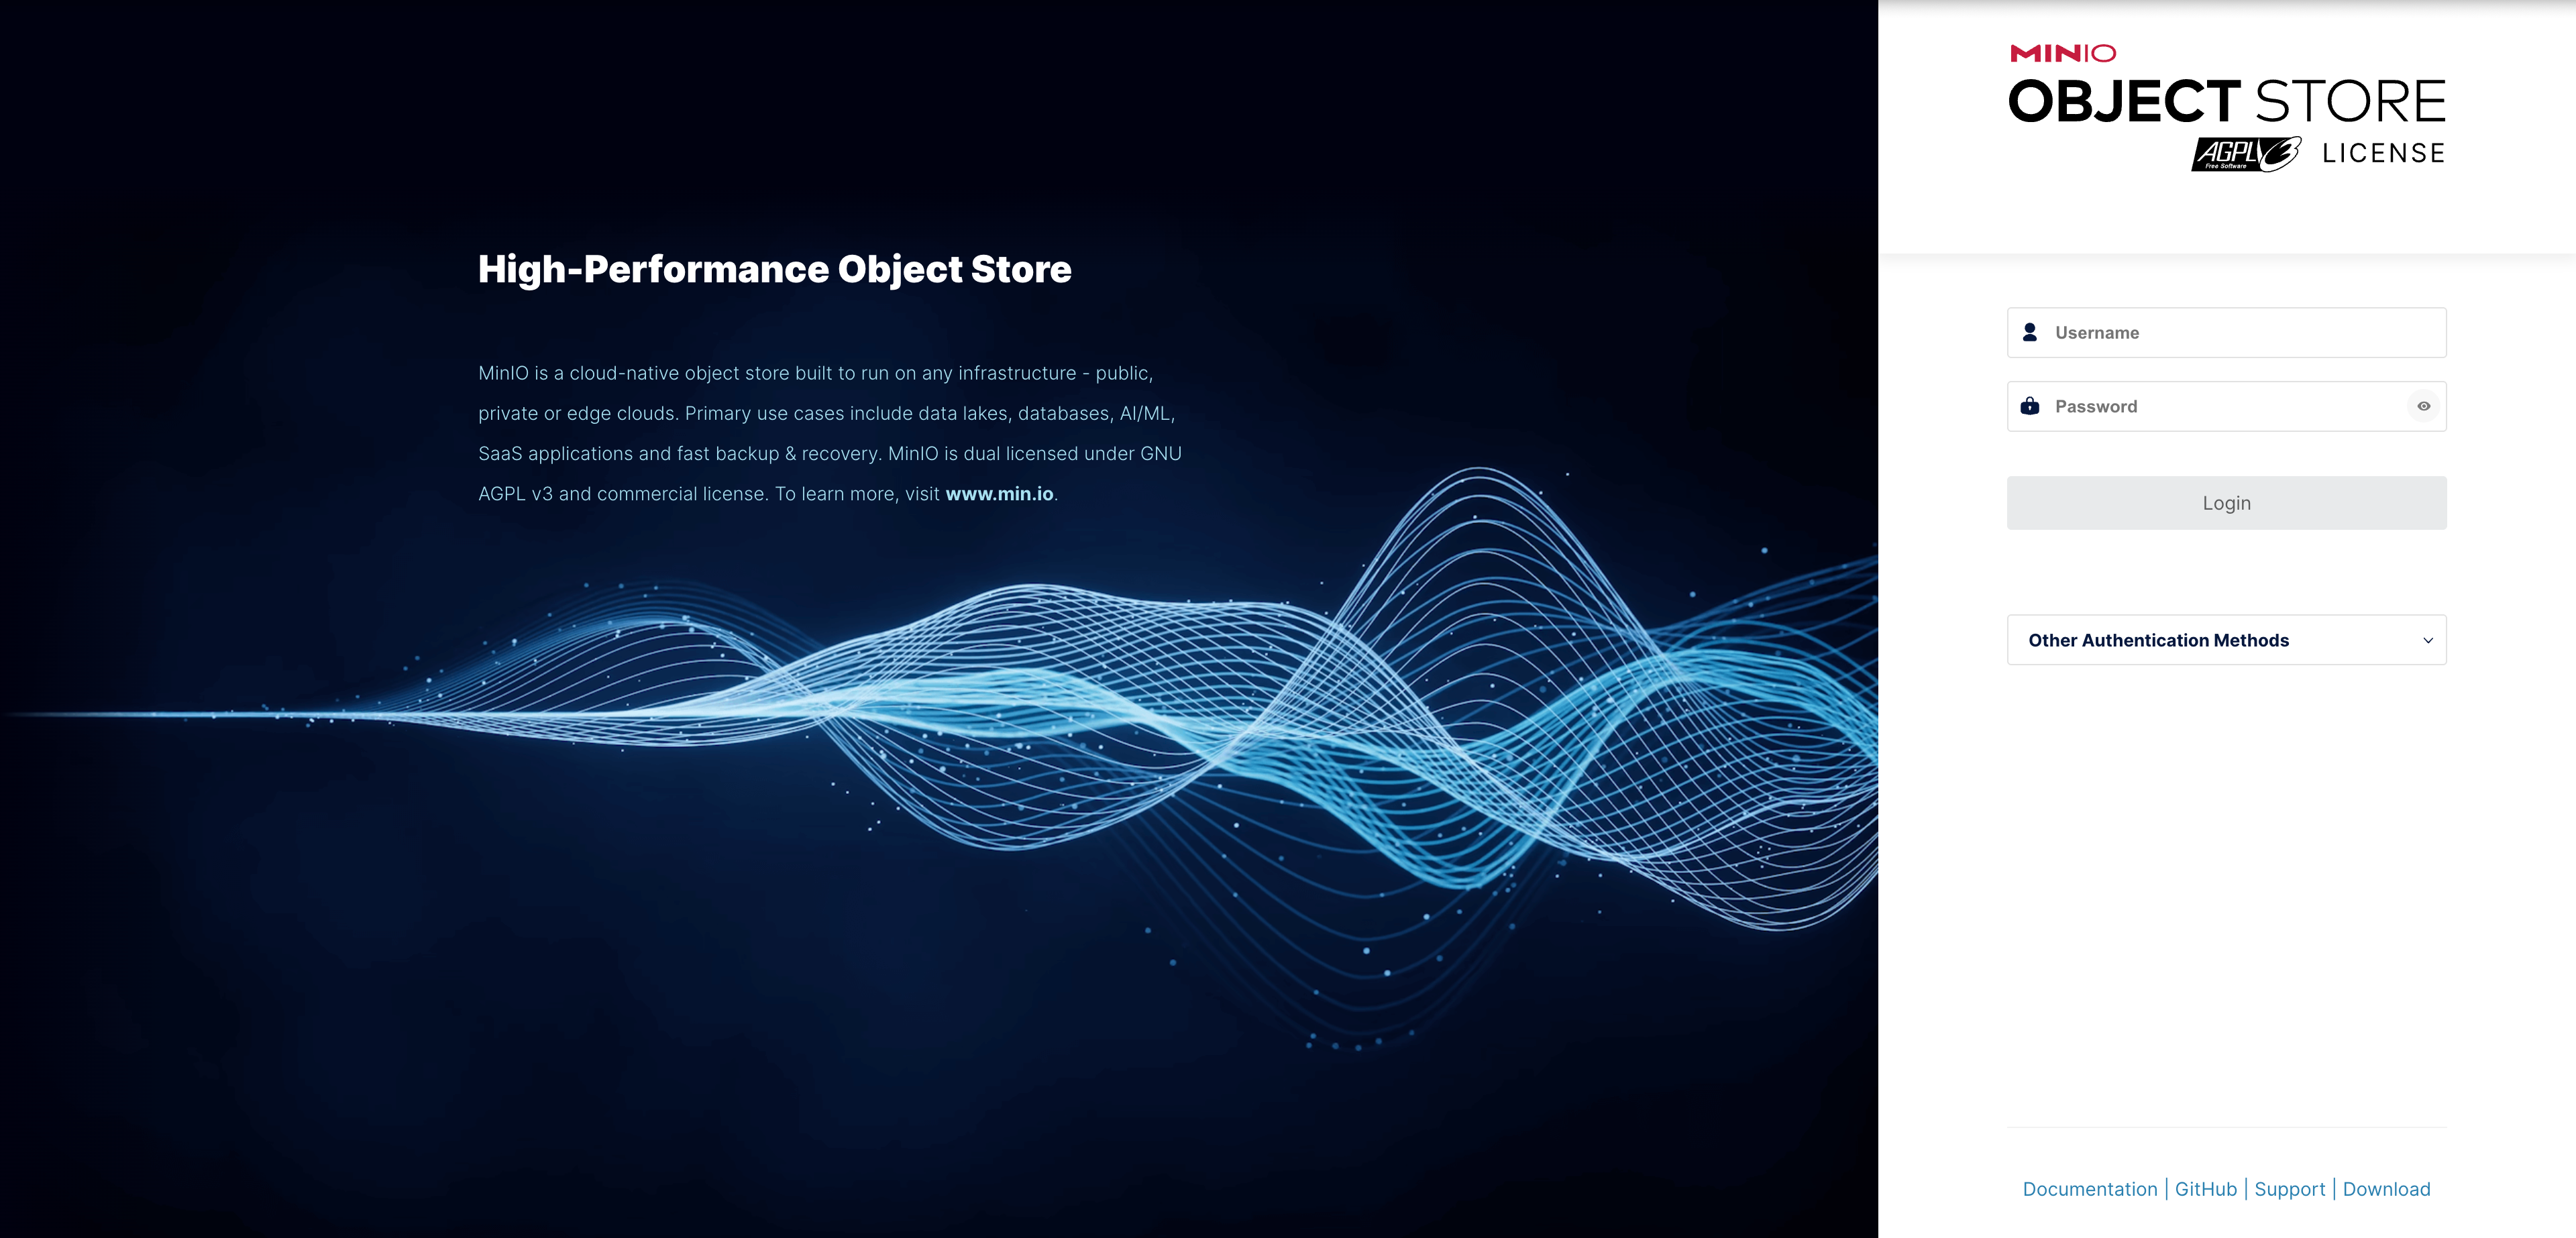 High-Performance Object Store
MinIO is a cloud-native object store built to run on any infrastructure - public,
private or edge clouds. Primary use cases include data lakes, databases, AI/ML,
SaaS applications and fast backup & recovery. MinIO is dual licensed under GNU
AGPL v3 and commercial license. To learn more, visit www.min.io.
MINIO
OBJECT STORE
AGPLv3 LICENSE
Free Software
Username
Password
Login
Other Authentication Methods
Documentation | GitHub | Support | Download